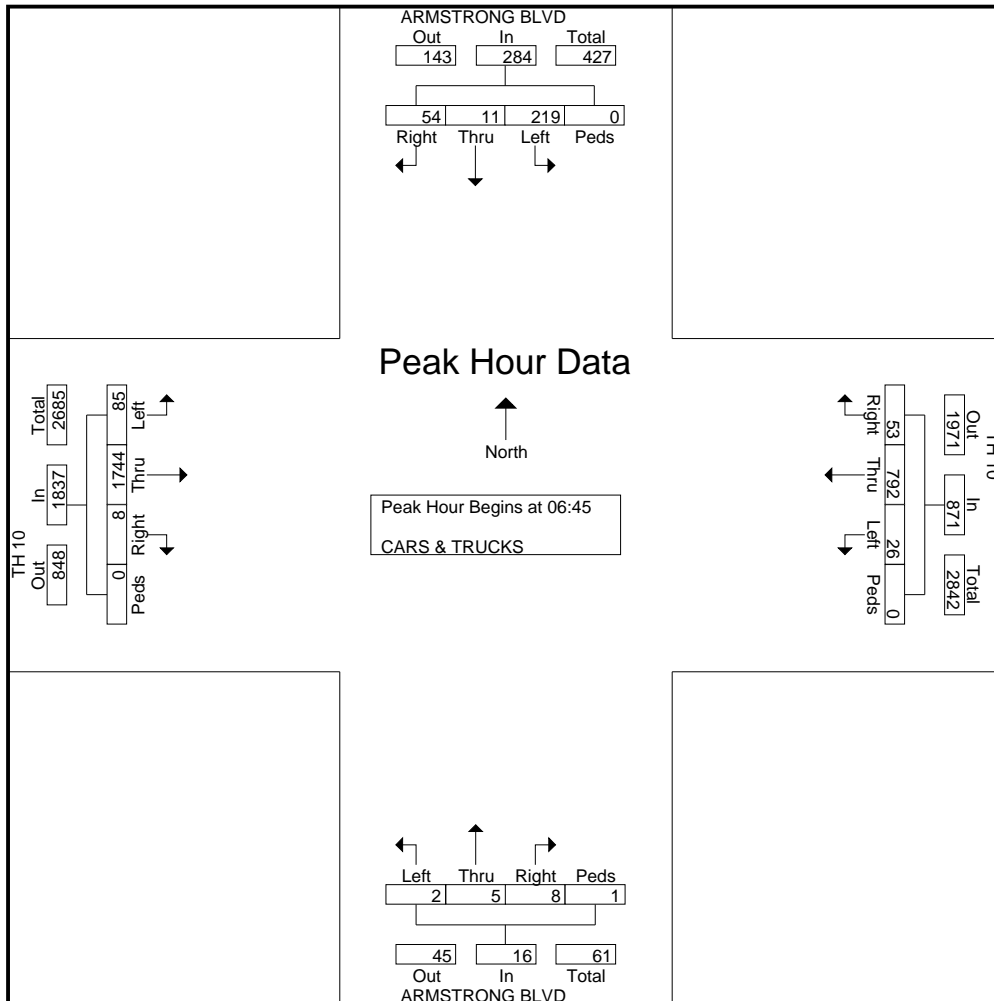 ARMSTRONG BLVD
Out In Total
143 284 427
54 11 219 0
Right Thru Left Peds
Peak Hour Data
North
Peak Hour Begins at 06:45
CARS & TRUCKS
TH 10
Total In Out
2685 1837 848
85 1744 8 0
Left Thru Right Peds
TH 10
Out In Total
1971 871 2842
53 792 26 0
Right Thru Left Peds
Left Thru Right Peds
2 5 8 1
45 16 61
Out In Total
ARMSTRONG BLVD